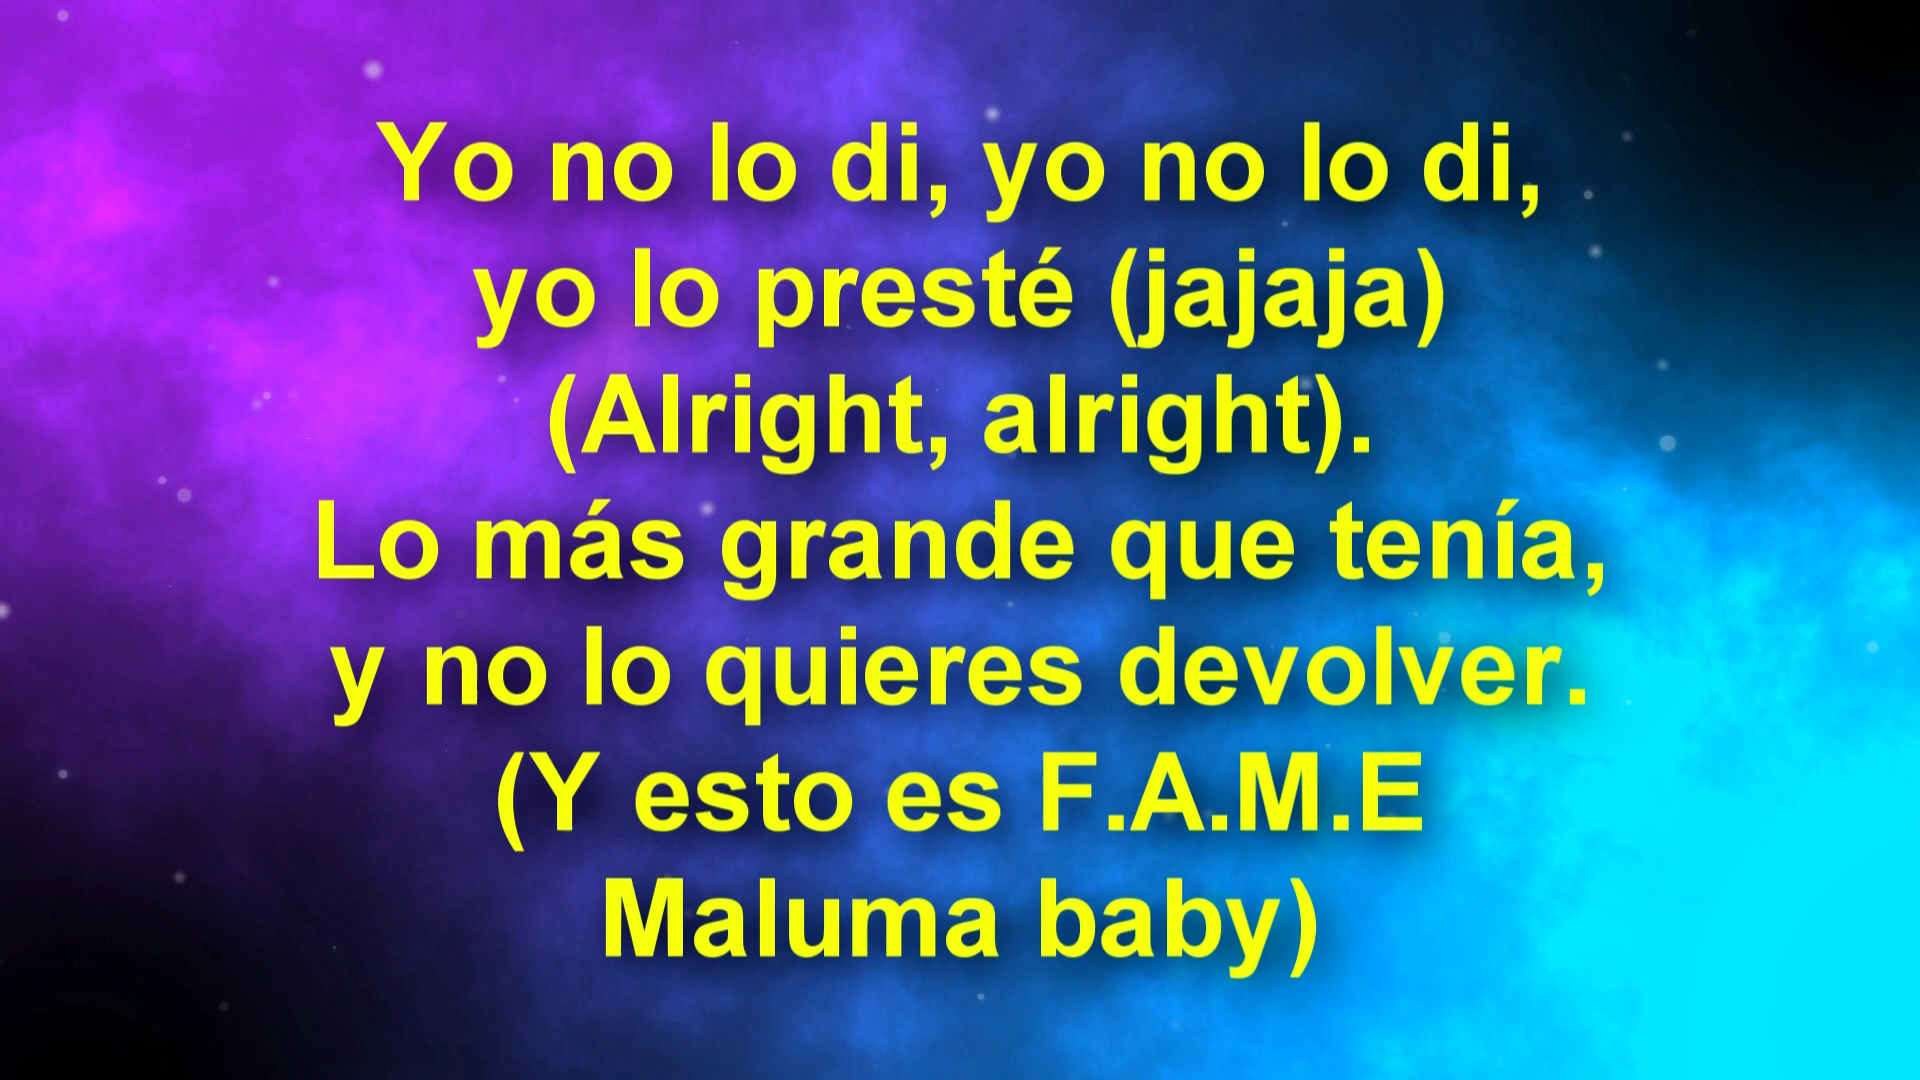 Yo no lo di, yo no lo di,
yo lo presté (jajaja)
(Alright, alright).
Lo más grande que tenía,
y no lo quieres devolver.
(Y esto es F.A.M.E
Maluma baby)